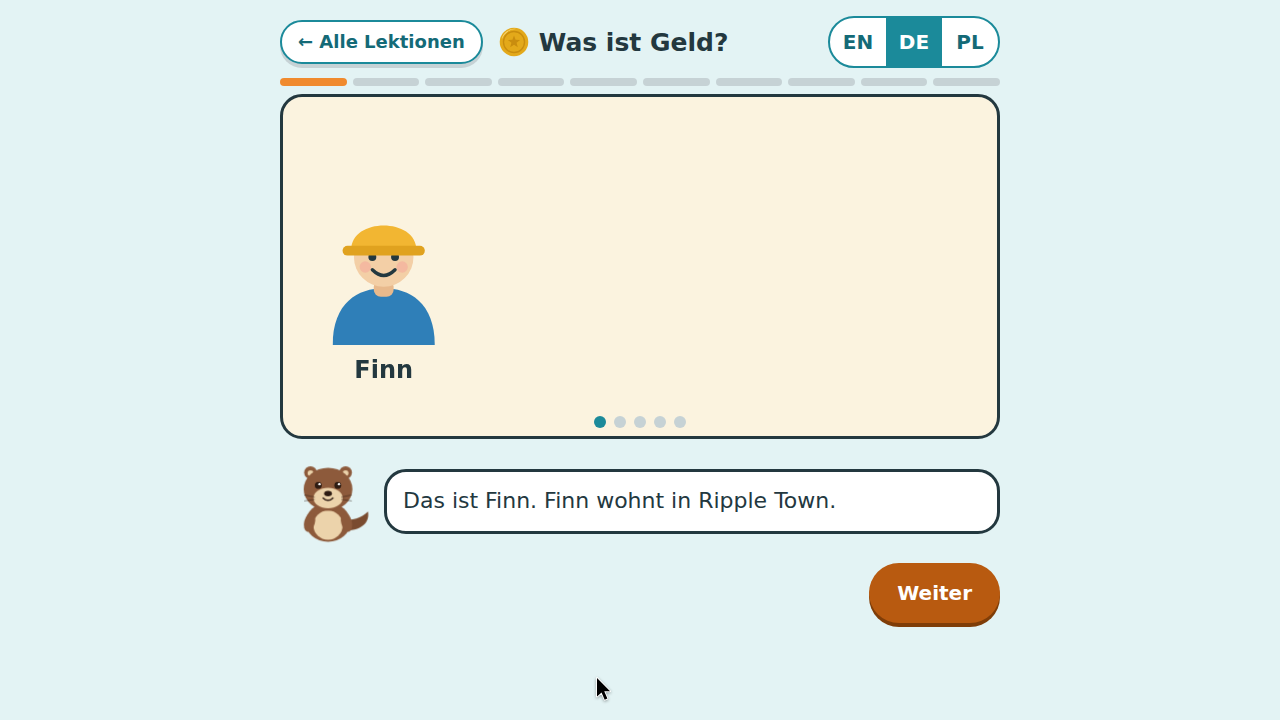 ← Alle Lektionen
Was ist Geld?
EN DE PL
Finn
Das ist Finn. Finn wohnt in Ripple Town.
Weiter